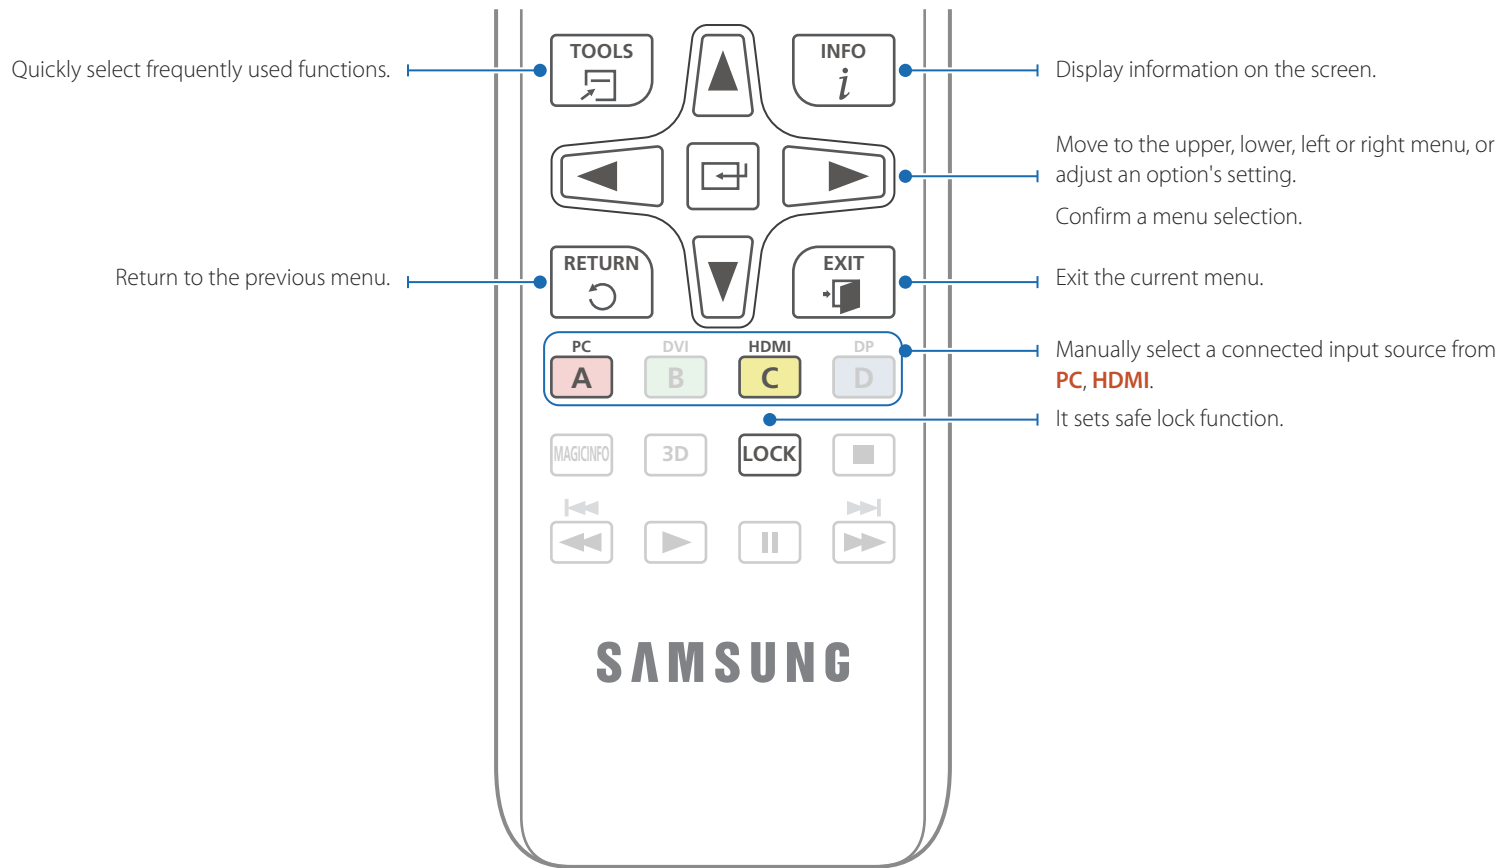 TOOLS
INFO
i
Quickly select frequently used functions.
Display information on the screen.
Move to the upper, lower, left or right menu, or
adjust an option's setting.
Confirm a menu selection.
RETURN
EXIT
Return to the previous menu.
Exit the current menu.
PC DVI HDMI DP
A B C D
Manually select a connected input source from
PC, HDMI.
It sets safe lock function.
MAGICINFO 3D LOCK
SAMSUNG